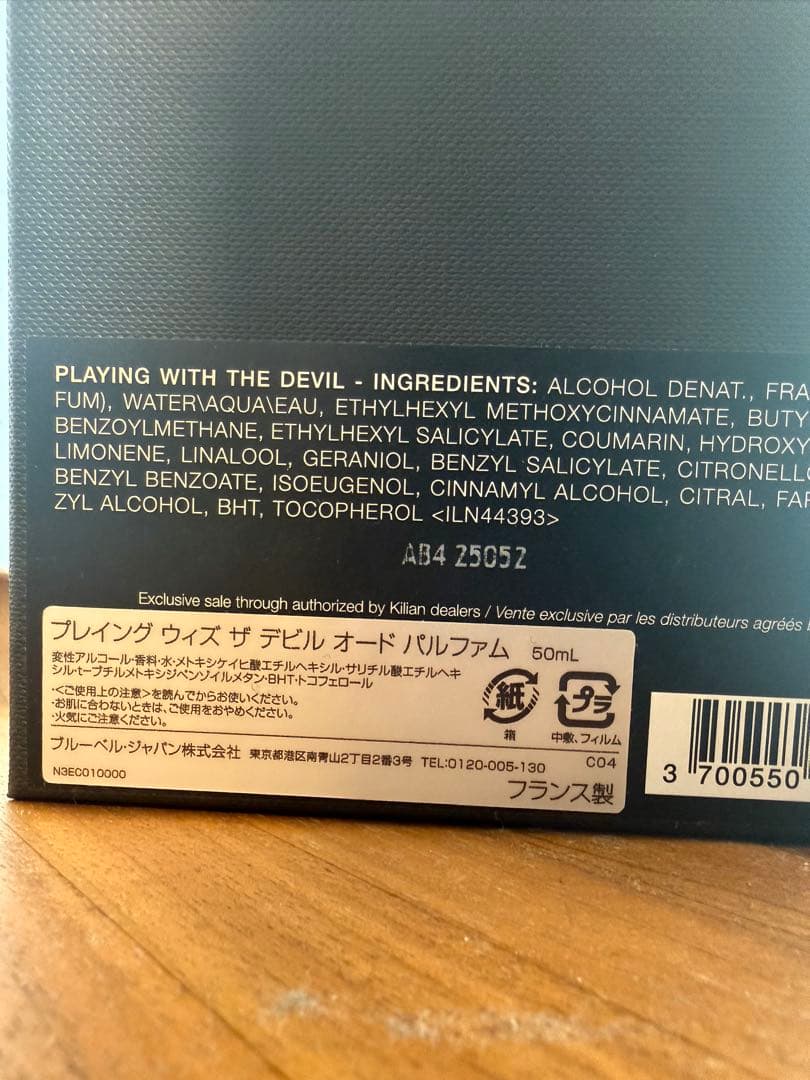 PLAYING WITH THE DEVIL - INGREDIENTS: ALCOHOL DENAT., FRA
FUM), WATER\AQUA\EAU, ETHYLHEXYL METHOXYCINNAMATE, BUTY
BENZOYLMETHANE, ETHYLHEXYL SALICYLATE, COUMARIN, HYDROXY
LIMONENE, LINALOOL, GERANIOL, BENZYL SALICYLATE, CITRONELLO
BENZYL BENZOATE, ISOEUGENOL, CINNAMYL ALCOHOL, CITRAL, FAR
ZYL ALCOHOL, BHT, TOCOPHEROL <ILN44393>
AB4 25052
Exclusive sale through authorized by Kilian dealers / Vente exclusive par les distributeurs agréés
プレイング ウィズ ザ デビル オード パルファム 50mL
変性アルコール・香料・水・メトキシケイヒ酸エチルヘキシル・サリチル酸エチルヘキ
シル・t-ブチルメトキシジベンゾイルメタン・BHT・トコフェロール
・<ご使用上の注意>を読んでからお使いください。
・お肌に合わないときは、ご使用をおやめください。
・火気にご注意ください。
紙 プラ
箱 中敷、フィルム
ブルーベル・ジャパン株式会社 東京都港区南青山2丁目2番3号 TEL:0120-005-130 C04
N3EC010000 フランス製
3 700550